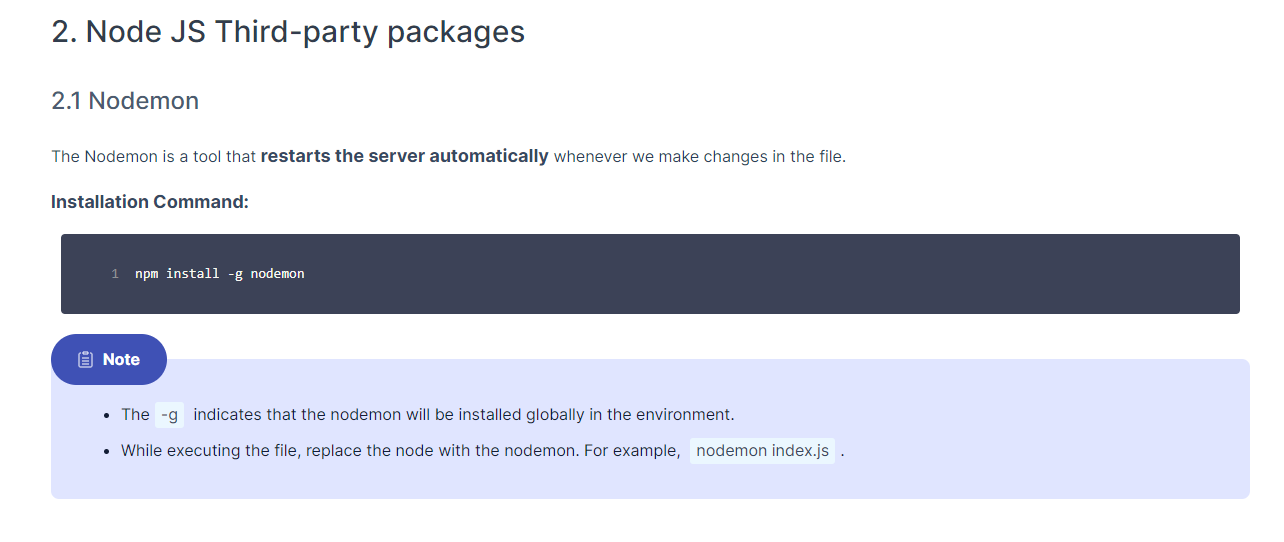 2. Node JS Third-party packages
2.1 Nodemon
The Nodemon is a tool that restarts the server automatically whenever we make changes in the file.
Installation Command:
1 npm install -g nodemon
Note
• The -g indicates that the nodemon will be installed globally in the environment.
• While executing the file, replace the node with the nodemon. For example, nodemon index.js .